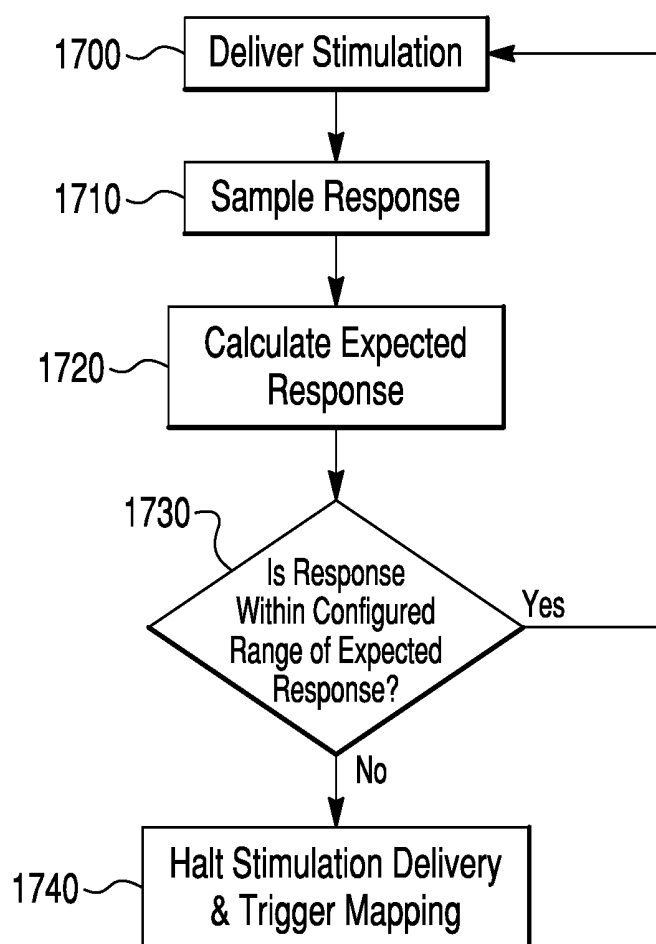 1700
Deliver Stimulation
1710
Sample Response
1720
Calculate Expected
Response
1730
Is Response
Within Configured
Range of Expected
Response?
Yes
No
1740
Halt Stimulation Delivery
& Trigger Mapping